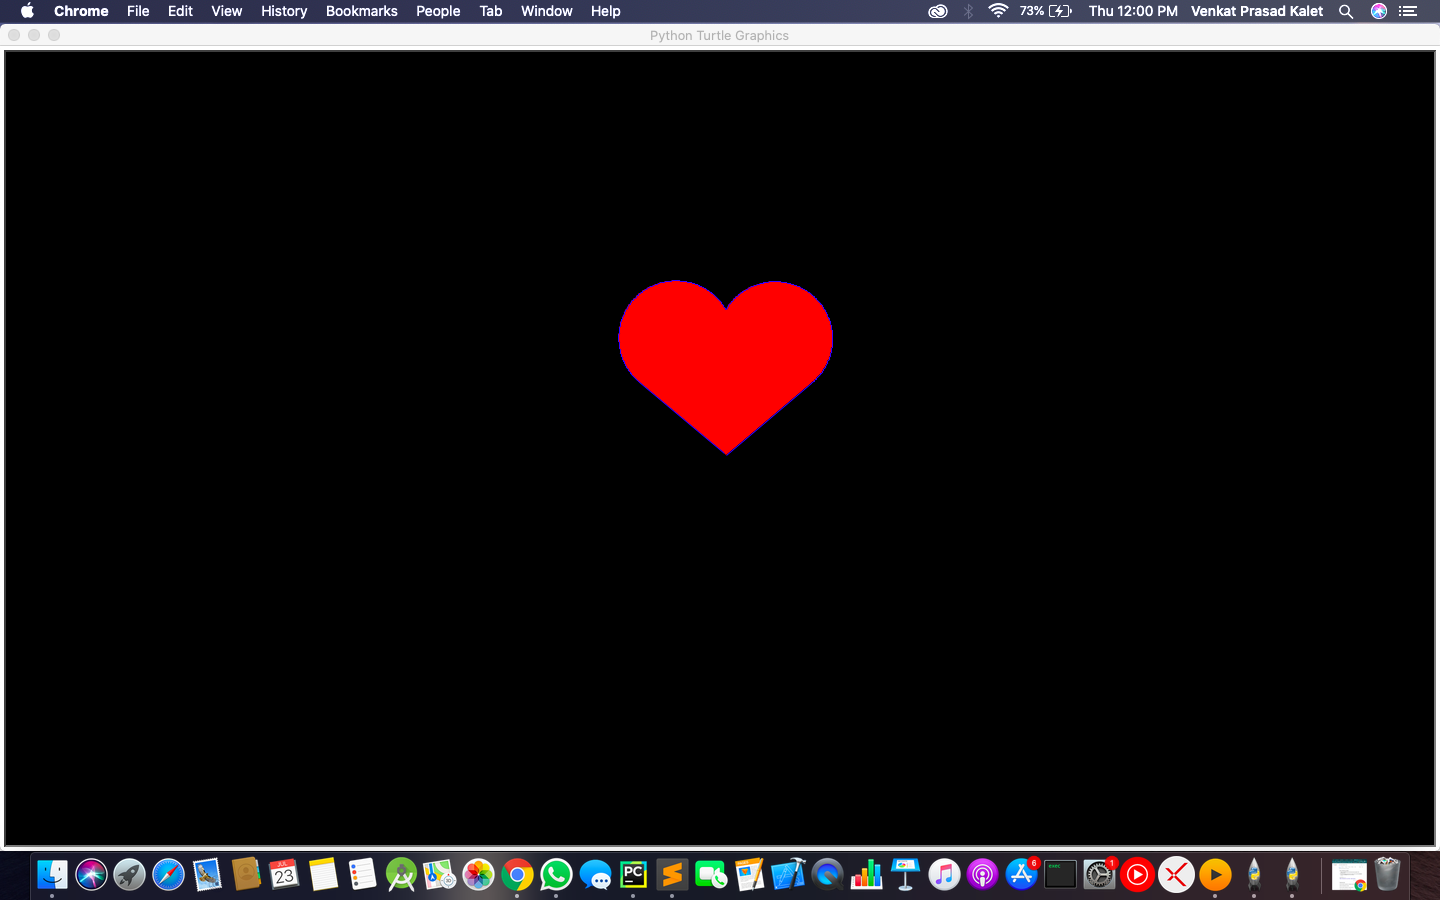 Chrome File Edit View History Bookmarks People Tab Window Help 73% Thu 12:00 PM Venkat Prasad Kalet
Python Turtle Graphics
JUL
23
PC
exec
6
1